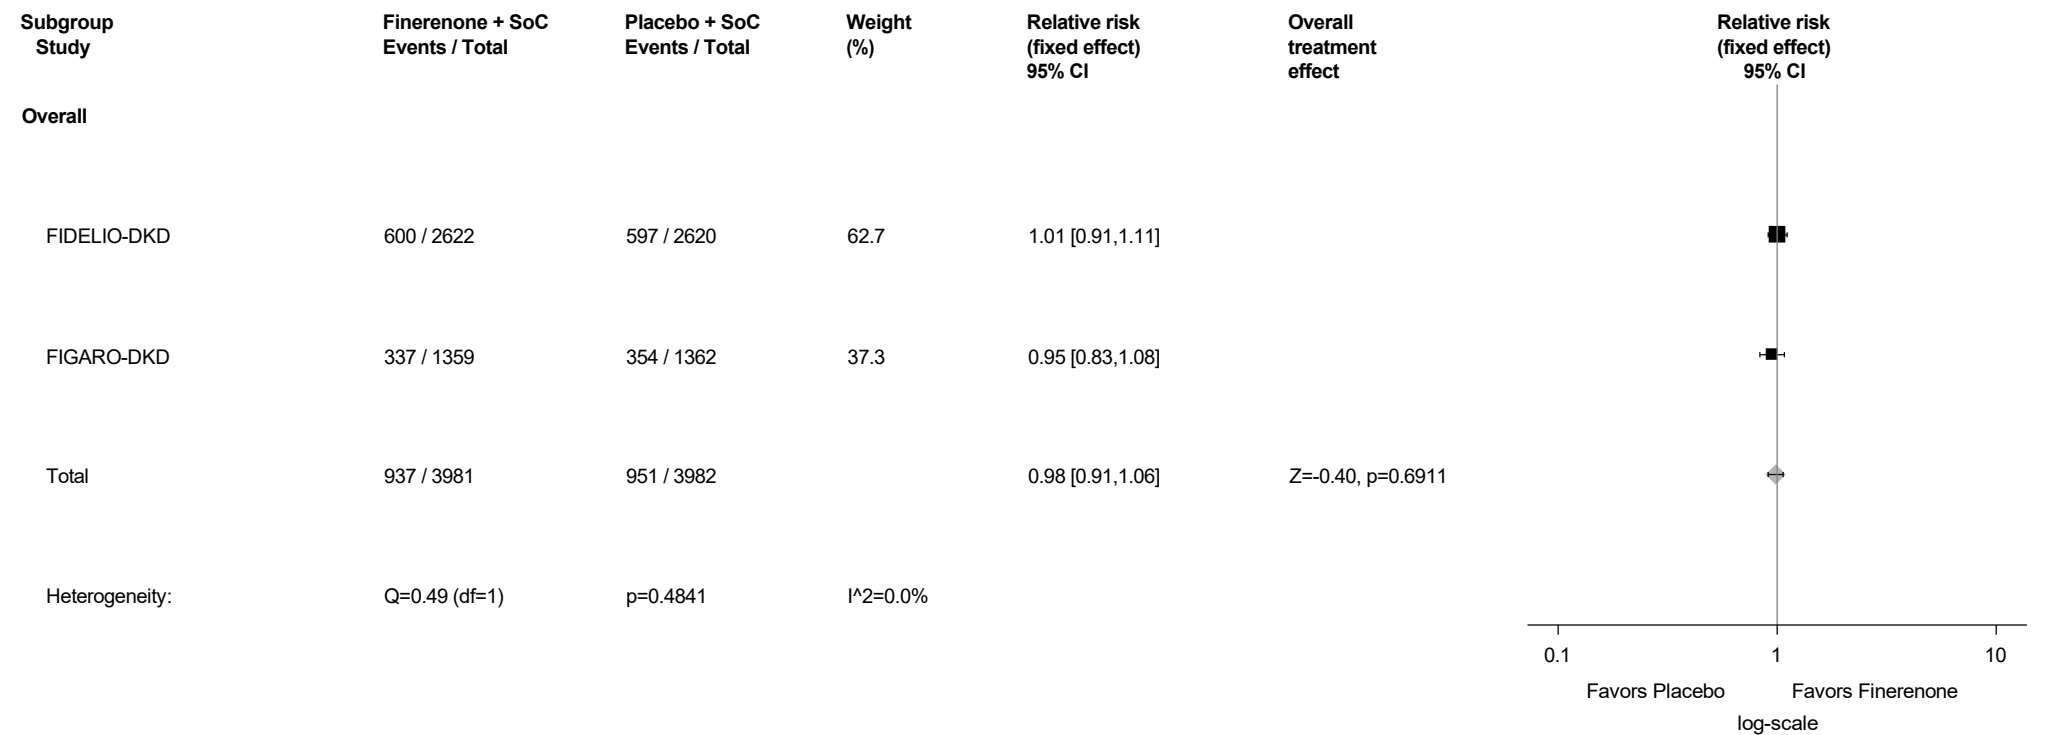 Subgroup Finerenone + SoC Placebo + SoC Weight Relative risk Overall Relative risk
Study Events / Total Events / Total (%) (fixed effect) treatment (fixed effect)
95% CI effect 95% CI
Overall
FIDELIO-DKD 600 / 2622 597 / 2620 62.7 1.01 [0.91,1.11]
FIGARO-DKD 337 / 1359 354 / 1362 37.3 0.95 [0.83,1.08]
Total 937 / 3981 951 / 3982 0.98 [0.91,1.06] Z=-0.40, p=0.6911
Heterogeneity: Q=0.49 (df=1) p=0.4841 I^2=0.0%
0.1 1 10
Favors Placebo Favors Finerenone
log-scale